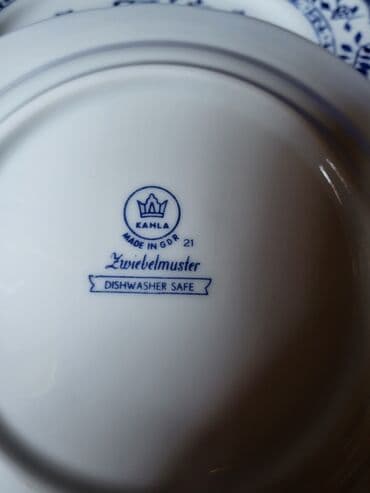 KAHLA
MADE IN GDR 21
Zwiebelmuster
DISHWASHER SAFE